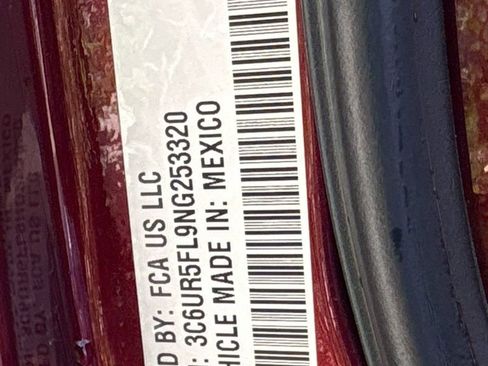 D BY: FCA US LLC
: 3C6UR5FL9NG253320
HICLE MADE IN: MEXICO